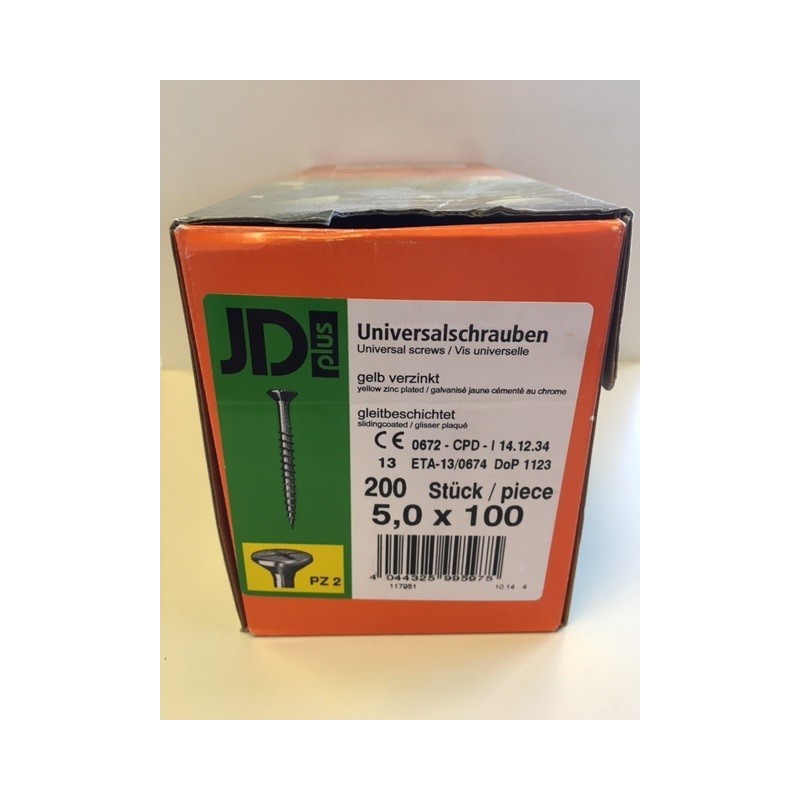 JD plus
Universalschrauben
Universal screws / Vis universelle
gelb verzinkt
yellow zinc plated / galvanisé jaune cémenté au chrome
gleitbeschichtet
slidingcoated / glisser plaqué
CE 0672 - CPD - I 14.12.34
13 ETA-13/0674 DoP 1123
200 Stück / piece
5,0 x 100
PZ 2
4 044325 995975
117951 10.14 4